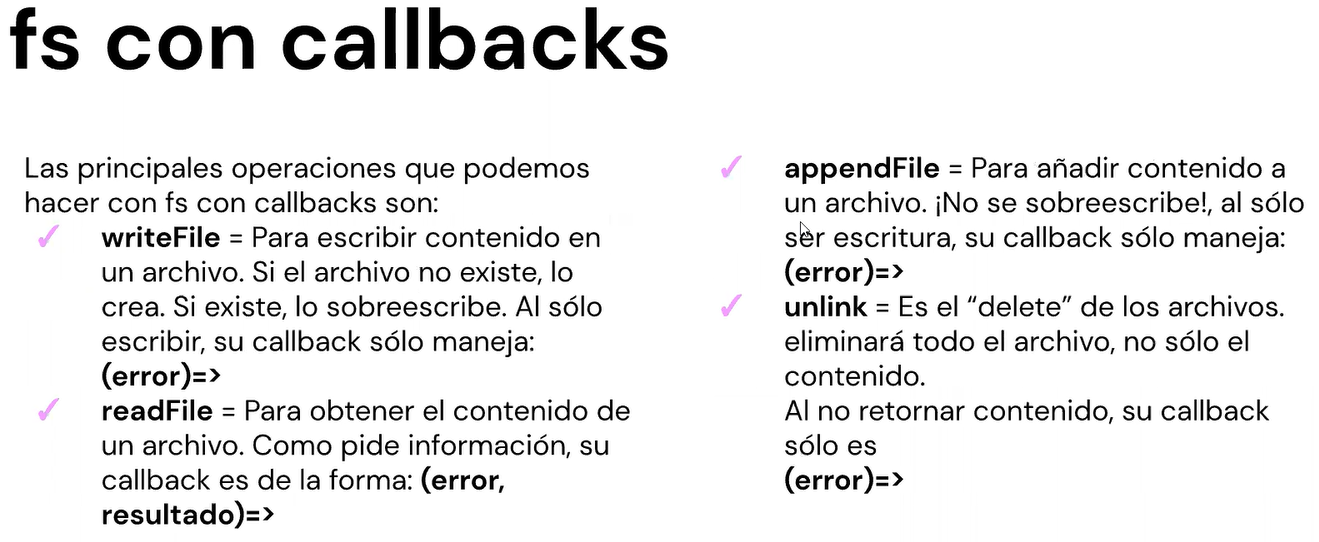 fs con callbacks
Las principales operaciones que podemos
hacer con fs con callbacks son:
✓ writeFile = Para escribir contenido en
un archivo. Si el archivo no existe, lo
crea. Si existe, lo sobreescribe. Al sólo
escribir, su callback sólo maneja:
(error)=>
✓ readFile = Para obtener el contenido de
un archivo. Como pide información, su
callback es de la forma: (error,
resultado)=>
✓ appendFile = Para añadir contenido a
un archivo. ¡No se sobreescribe!, al sólo
ser escritura, su callback sólo maneja:
(error)=>
✓ unlink = Es el “delete” de los archivos.
eliminará todo el archivo, no sólo el
contenido.
Al no retornar contenido, su callback
sólo es
(error)=>